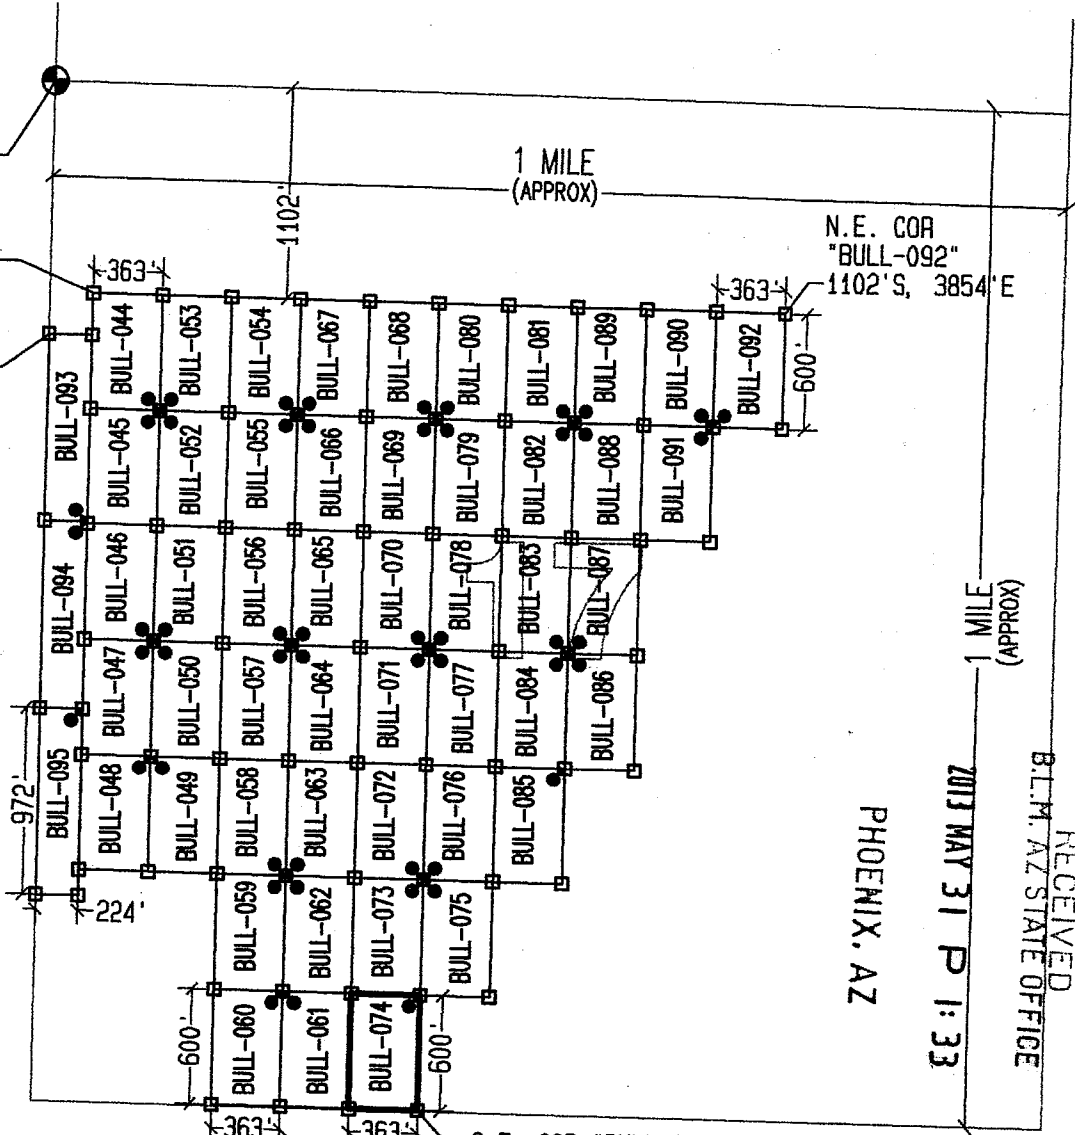 1 MILE
(APPROX)
1102'
N.E. COR
"BULL-092"
1102'S, 3854'E
363'
363'
600'
BULL-044
BULL-053
BULL-054
BULL-067
BULL-068
BULL-080
BULL-081
BULL-089
BULL-090
BULL-092
BULL-093
BULL-045
BULL-052
BULL-055
BULL-066
BULL-069
BULL-079
BULL-082
BULL-088
BULL-091
BULL-094
BULL-046
BULL-051
BULL-056
BULL-065
BULL-070
BULL-078
BULL-083
BULL-087
BULL-047
BULL-050
BULL-057
BULL-064
BULL-071
BULL-077
BULL-084
BULL-086
1 MILE
(APPROX)
972'
BULL-095
BULL-048
BULL-049
BULL-058
BULL-063
BULL-072
BULL-076
BULL-085
224'
BULL-059
BULL-062
BULL-073
BULL-075
600'
BULL-060
BULL-061
BULL-074
600'
363'
363'
RECEIVED
B.L.M. AZ STATE OFFICE
2013 MAY 31 P 1:33
PHOENIX, AZ